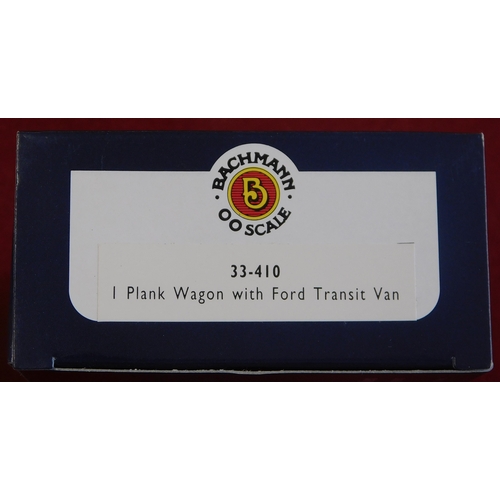 BACHMANN
B
OO SCALE
33-410
1 Plank Wagon with Ford Transit Van